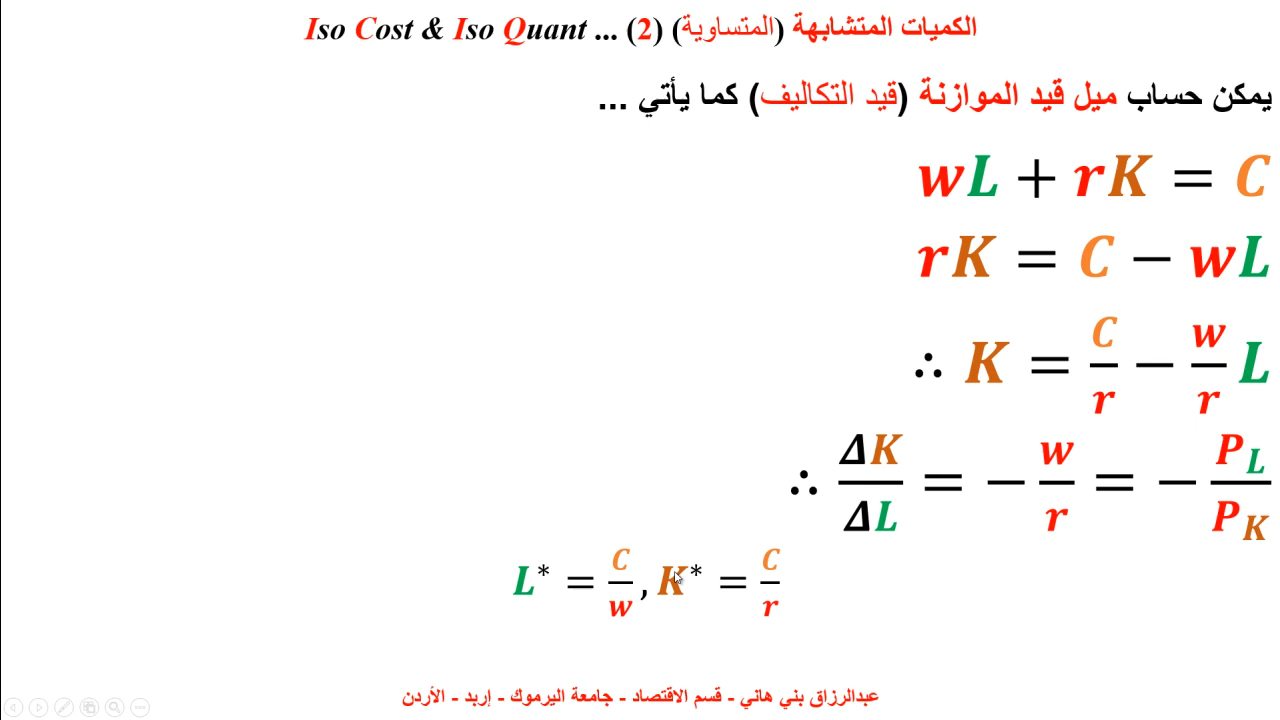 الكميات المتشابهة (المتساوية) (2) ... Iso Cost & Iso Quant
يمكن حساب ميل قيد الموازنة (قيد التكاليف) كما يأتي ...
wL + rK = C
rK = C − wL
∴ K = C/r − w/r L
∴ ΔK/ΔL = − w/r = − P_L/P_K
L* = C/w , K* = C/r
عبدالرزاق بني هاني - قسم الاقتصاد - جامعة اليرموك - إربد - الأردن